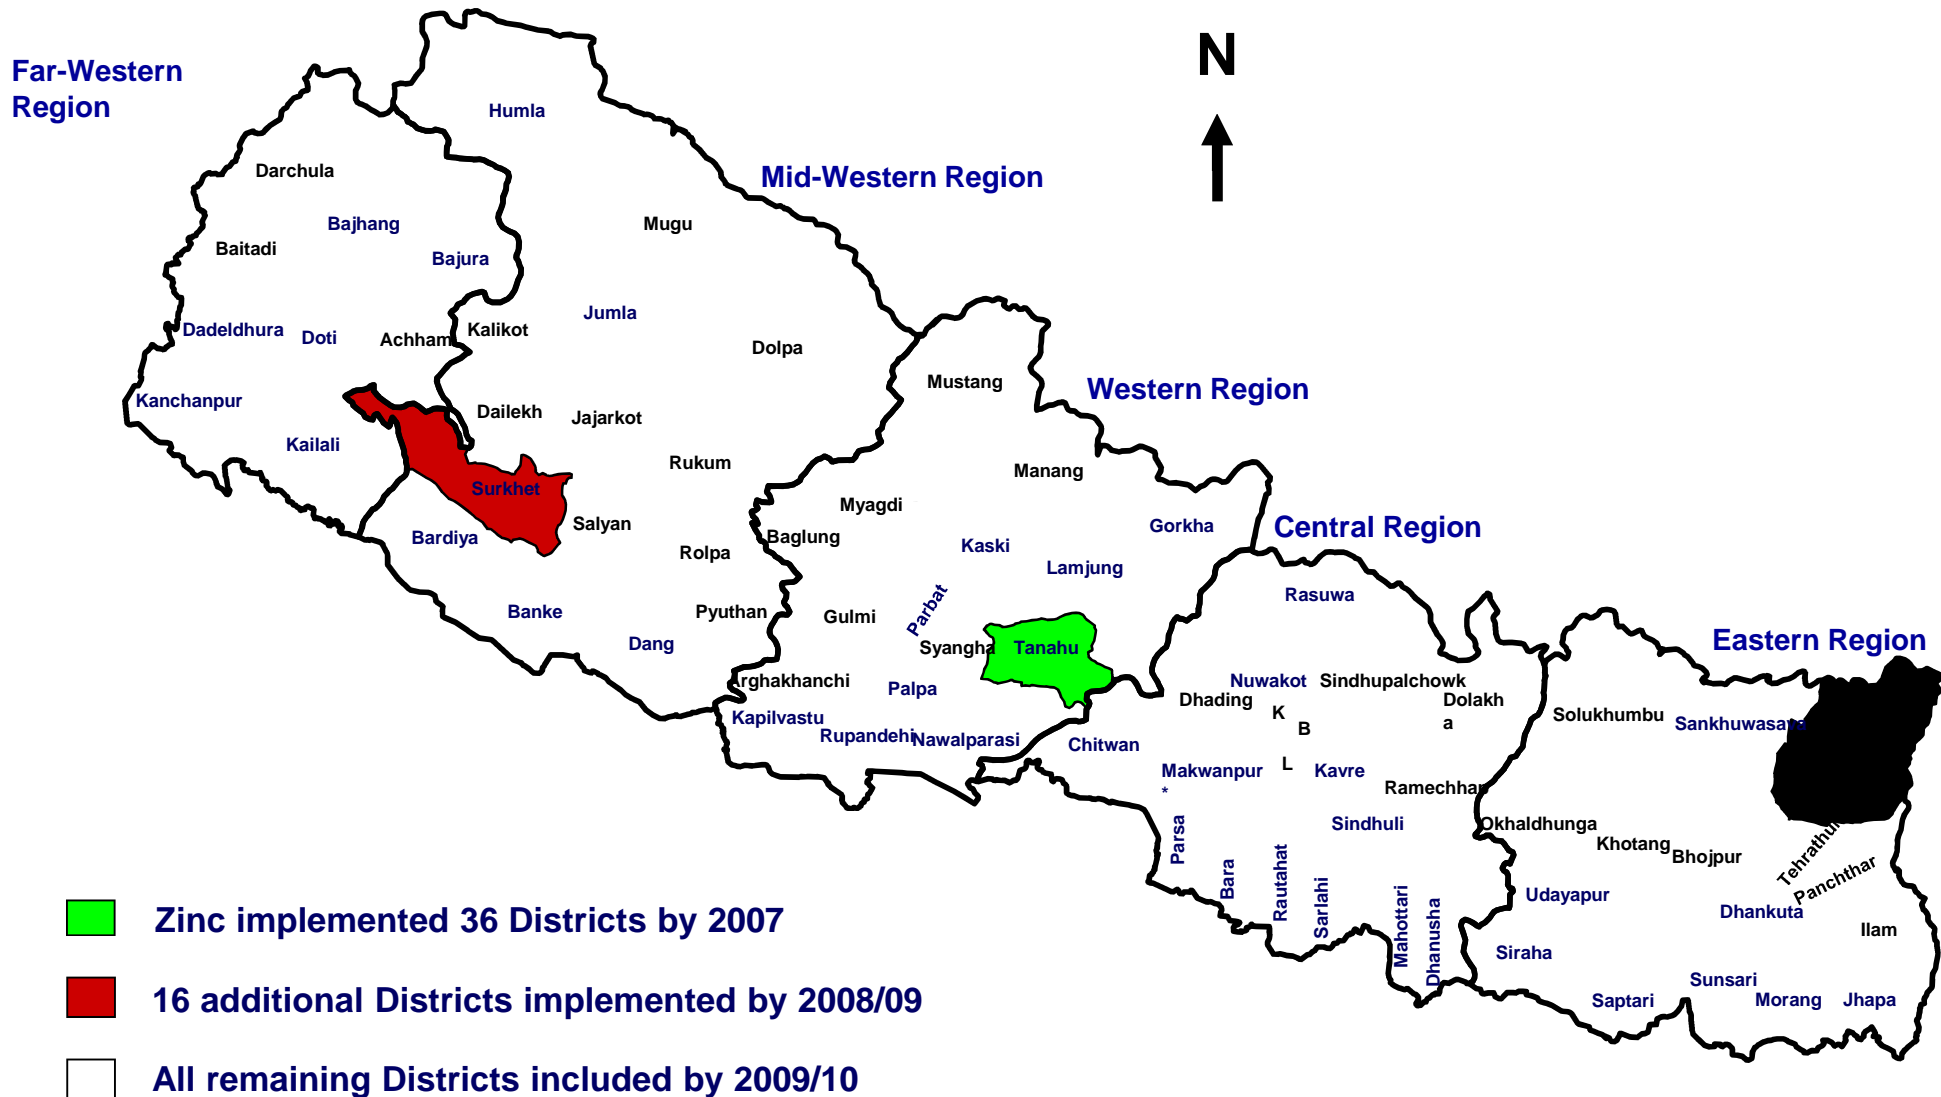 N
Far-Western
Region
Humla
Darchula
Mid-Western Region
Bajhang
Mugu
Baitadi
Bajura
Jumla
Dadeldhura
Doti
Achham
Kalikot
Dolpa
Mustang
Western Region
Kanchanpur
Dailekh
Jajarkot
Kailali
Rukum
Manang
Surkhet
Myagdi
Salyan
Gorkha
Central Region
Bardiya
Baglung
Kaski
Rolpa
Lamjung
Rasuwa
Banke
Pyuthan
Gulmi
Parbat
Dang
Syangha
Tanahu
Eastern Region
Arghakhanchi
Palpa
Nuwakot
Sindhupalchowk
Dhading
Dolakh
a
K
B
Solukhumbu
Sankhuwasava
Kapilvastu
Rupandehi
Nawalparasi
Chitwan
L
Makwanpur
*
Kavre
Ramechhap
Sindhuli
Okhaldhunga
Khotang
Bhojpur
Tehrathum
Panchthar
Parsa
Bara
Rautahat
Sarlahi
Mahottari
Dhanusha
Udayapur
Dhankuta
Ilam
Siraha
Sunsari
Saptari
Morang
Jhapa
Zinc implemented 36 Districts by 2007
16 additional Districts implemented by 2008/09
All remaining Districts included by 2009/10